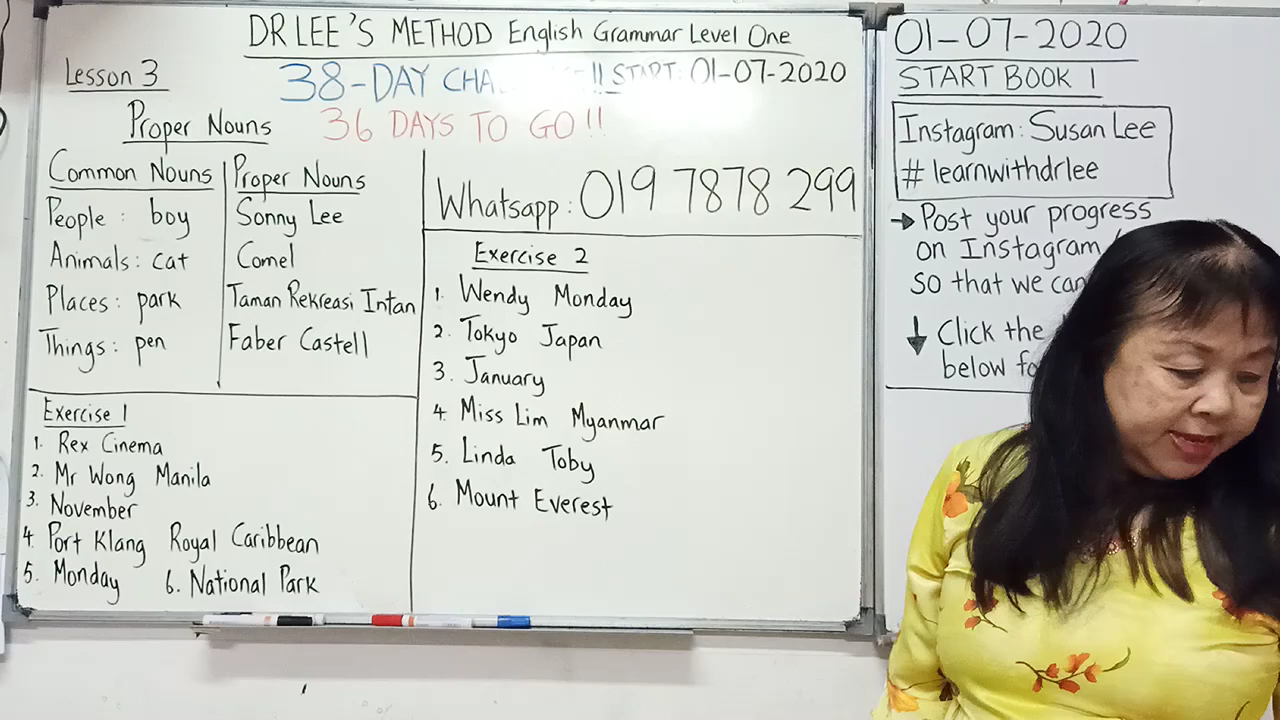 DR LEE'S METHOD English Grammar Level One
Lesson 3
38-DAY START: 01-07-2020
Proper Nouns
36 DAYS TO GO!!
Common Nouns
People: boy
Animals: cat
Places: park
Things: pen
Proper Nouns
Sonny Lee
Comel
Taman Rekreasi Intan
Faber Castell
Exercise 1
1. Rex Cinema
2. Mr Wong Manila
3. November
4. Port Klang Royal Caribbean
5. Monday 6. National Park
Whatsapp: 019 7878 299
Exercise 2
1. Wendy Monday
2. Tokyo Japan
3. January
4. Miss Lim Myanmar
5. Linda Toby
6. Mount Everest
01-07-2020
START BOOK 1
Instagram: Susan Lee
# learnwithdrlee
→ Post your progress
on Instagram
so that we can
↓ Click the
below